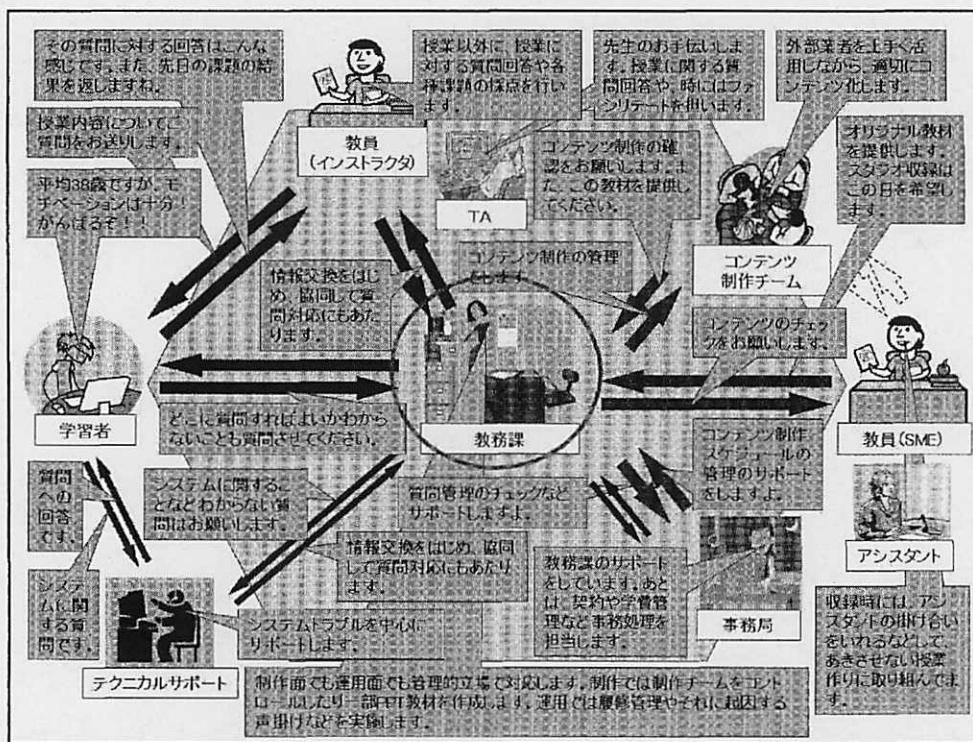 その質問に対する回答はこんな
感じです。また、先日の課題の結
果を返しますね。
授業内容についてご
質問をお送りします。
平均38歳ですが、モ
チベーションは十分！
がんばるぞ！！
教員
(インストラクタ)
授業以外に、授業に
対する質問回答や各
種課題の採点を行い
ます。
TA
先生のお手伝いしま
す。授業に関する質
問回答や、時にはファ
シリテートを担います。
外部業者を上手く活
用しながら、適切にコ
ンテンツ化します。
オリジナル教材
を提供します。
スタジオ収録は
この日を希望し
ます。
コンテンツ制作の確
認をお願いします。ま
た、この教材を提供し
てください。
コンテンツ
制作チーム
情報交換をはじ
め、協同して質
問対応にもあた
ります。
コンテンツ制作の管理
をします。
コンテンツのチェッ
クをお願いします。
学習者
教務課
教員(SME)
どこに質問すればよいかわから
ないことも質問させてください。
コンテンツ制作
スケジュールの
管理のサポート
をしますよ。
質問
への
回答
です。
システムに関するこ
となどわからない質
問はお願いします。
質問管理のチェックなど
サポートしますよ。
アシスタント
情報交換をはじめ、協同
して質問対応にもあたり
ます。
システ
ムに関
する質
問です。
教務課のサポート
をしています。あと
は、契約や学費管
理など事務処理を
担当します。
事務局
収録時には、アシ
スタントの掛け合い
をいれるなどして
あきさせない授業
作りに取り組んでま
す。
システムトラブルを中心に
サポートします。
テクニカルサポート
制作面でも運用面でも管理的立場で対応します。制作では制作チームをコント
ロールしたり一部PPT教材を作成します。運用では履修管理やそれに起因する
声掛けなどを実施します。